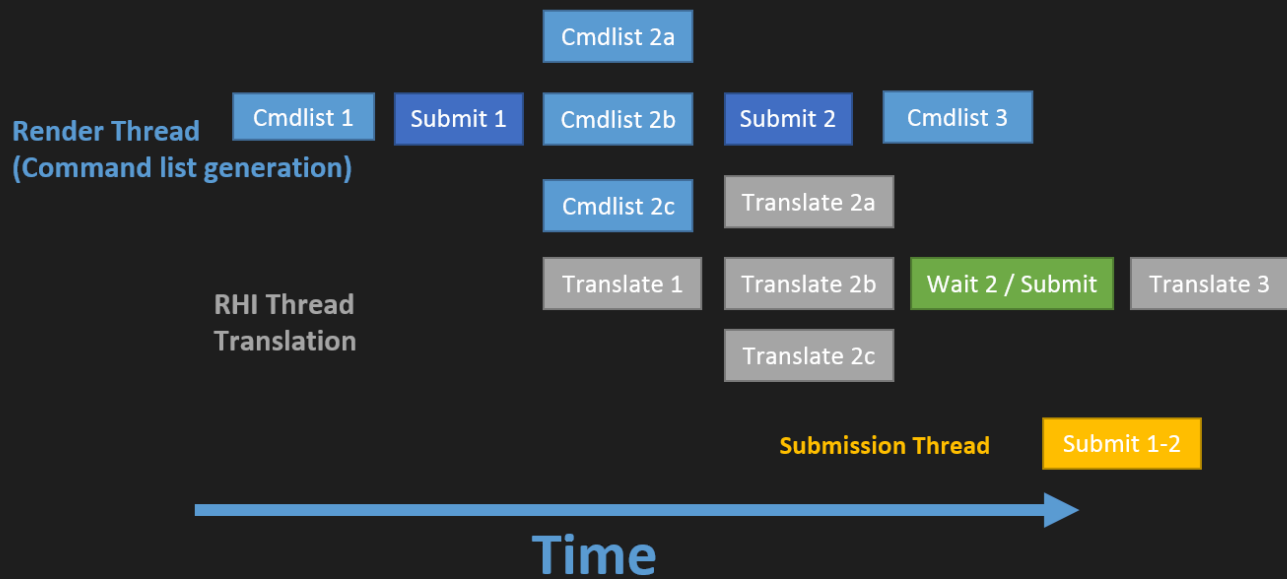 Cmdlist 2a
Render Thread
(Command list generation)
Cmdlist 1
Submit 1
Cmdlist 2b
Submit 2
Cmdlist 3
Cmdlist 2c
Translate 2a
RHI Thread
Translation
Translate 1
Translate 2b
Wait 2 / Submit
Translate 3
Translate 2c
Submission Thread
Submit 1-2
Time